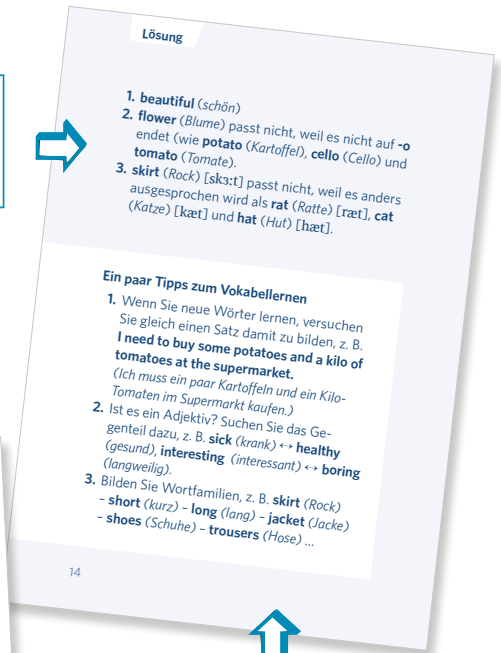 Lösung
1. beautiful (schön)
2. flower (Blume) passt nicht, weil es nicht auf -o
endet (wie potato (Kartoffel), cello (Cello) und
tomato (Tomate).
3. skirt (Rock) [skɜːt] passt nicht, weil es anders
ausgesprochen wird als rat (Ratte) [ræt], cat
(Katze) [kæt] und hat (Hut) [hæt].
Ein paar Tipps zum Vokabellernen
1. Wenn Sie neue Wörter lernen, versuchen
Sie gleich einen Satz damit zu bilden, z. B.
I need to buy some potatoes and a kilo of
tomatoes at the supermarket.
(Ich muss ein paar Kartoffeln und ein Kilo-
Tomaten im Supermarkt kaufen.)
2. Ist es ein Adjektiv? Suchen Sie das Ge-
genteil dazu, z. B. sick (krank) ↔ healthy
(gesund), interesting (interessant) ↔ boring
(langweilig).
3. Bilden Sie Wortfamilien, z. B. skirt (Rock)
– short (kurz) – long (lang) – jacket (Jacke)
– shoes (Schuhe) – trousers (Hose) ...
14